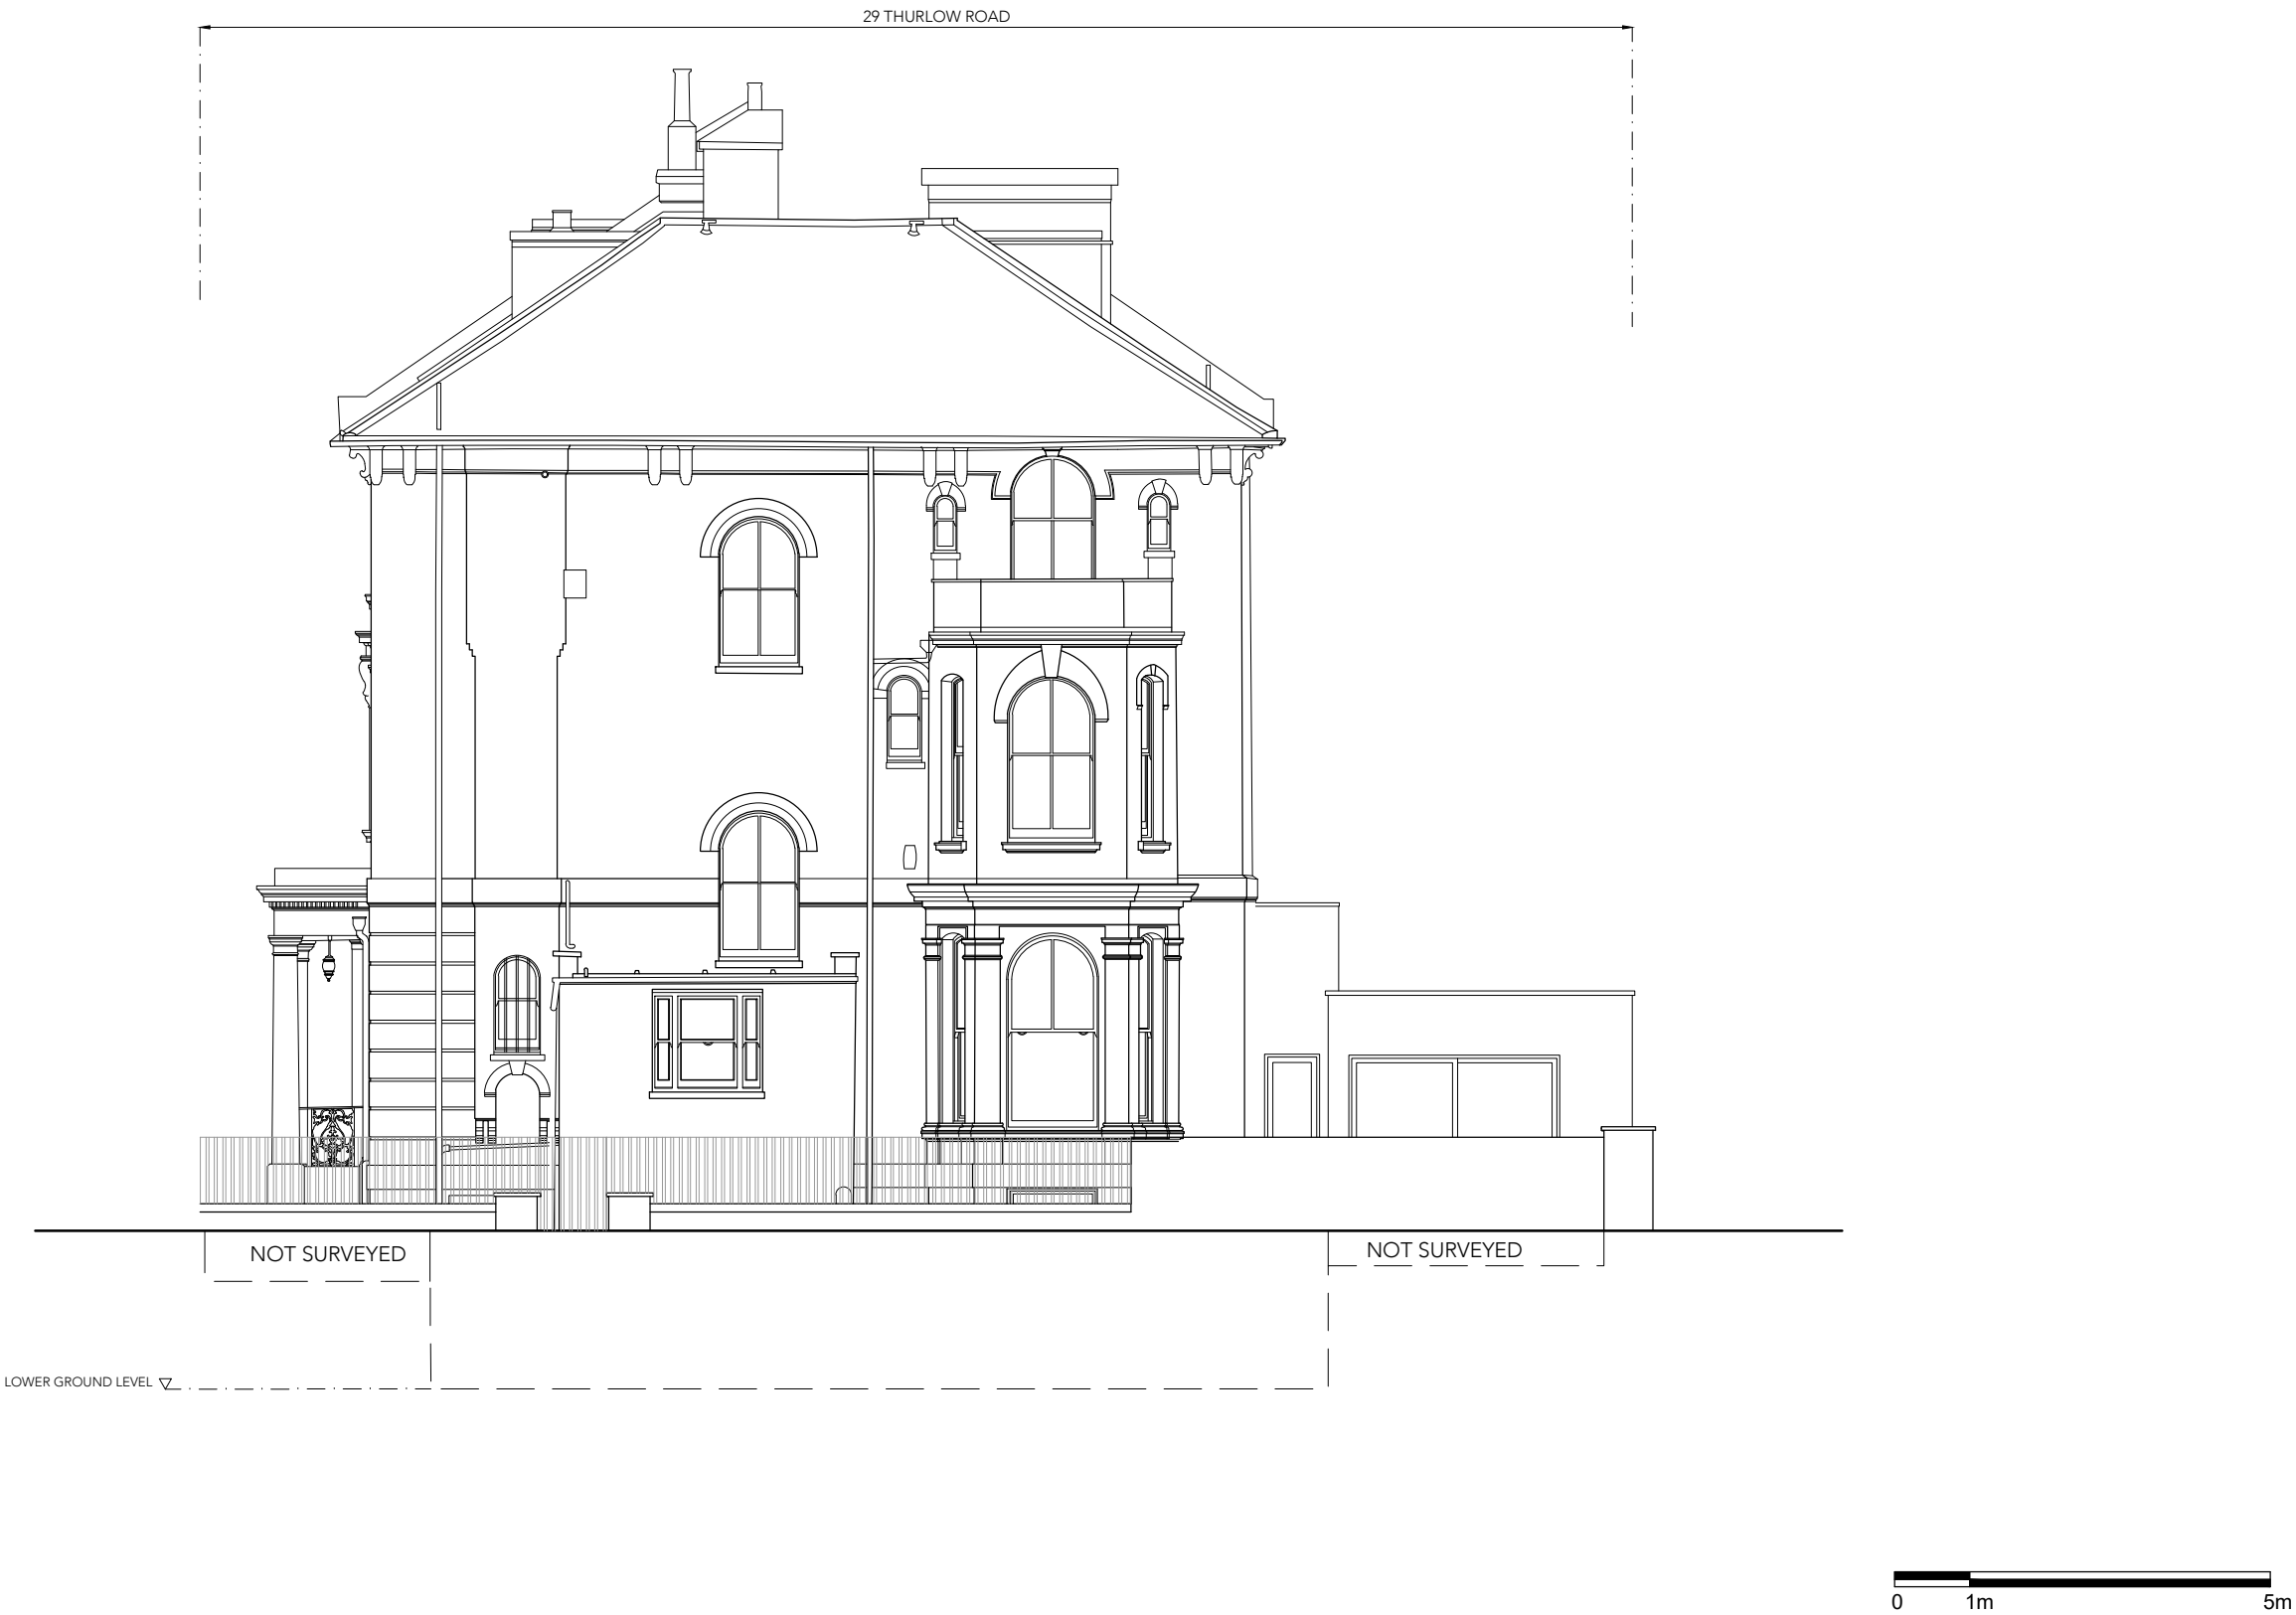 29 THURLOW ROAD
NOT SURVEYED
NOT SURVEYED
LOWER GROUND LEVEL
0 1m 5m